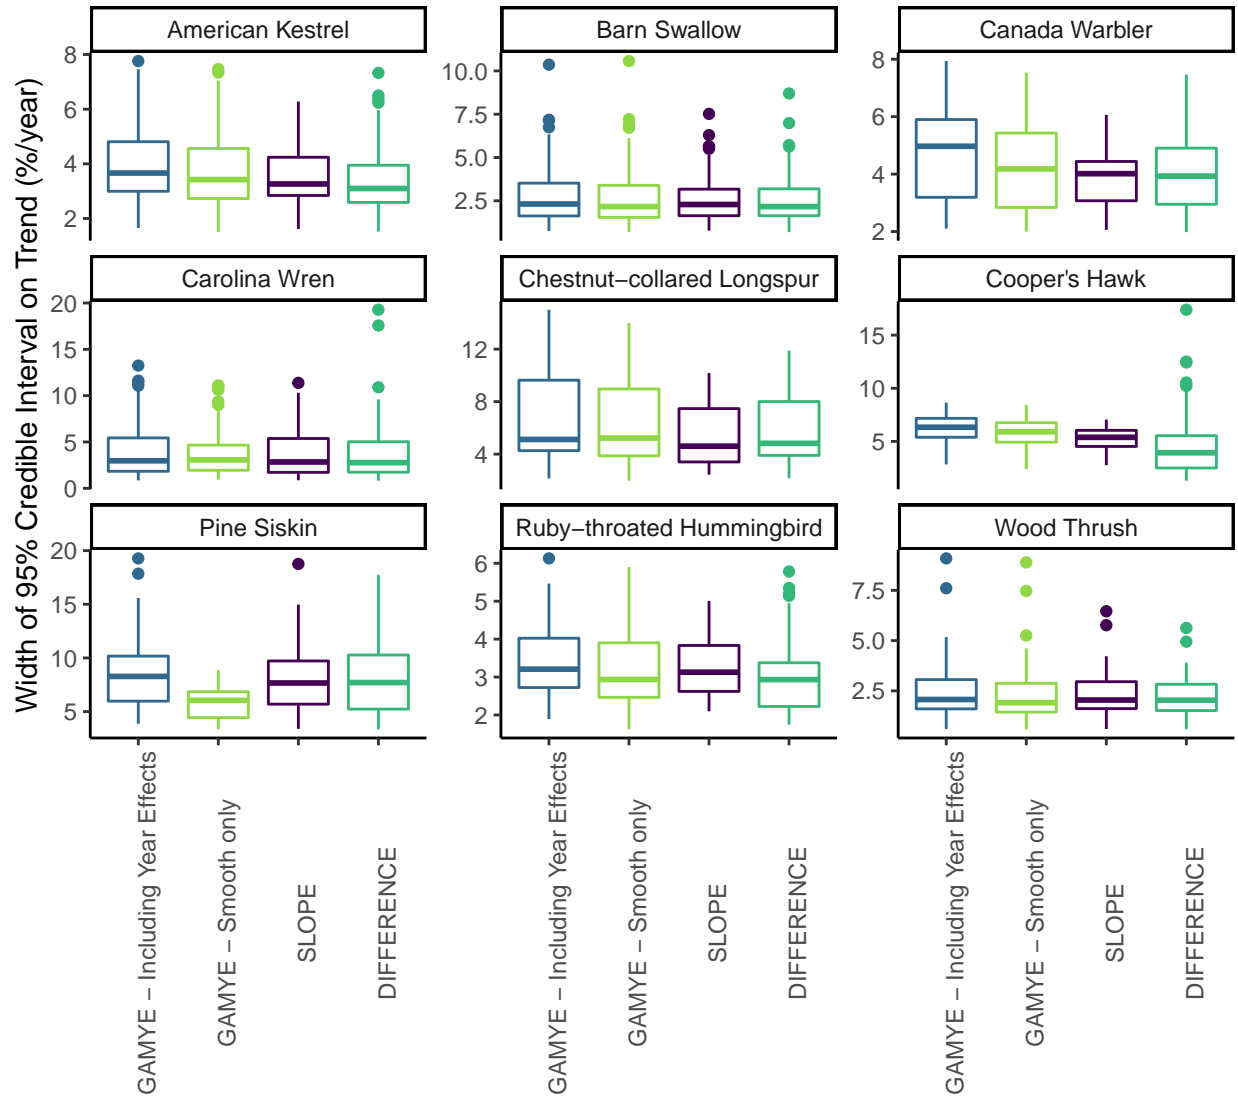 Width of 95% Credible Interval on Trend (%/year)
American Kestrel
Barn Swallow
Canada Warbler
8
6
4
2
10.0
7.5
5.0
2.5
8
6
4
2
Carolina Wren
Chestnut−collared Longspur
Cooper's Hawk
20
15
10
5
0
12
8
4
15
10
5
Pine Siskin
Ruby−throated Hummingbird
Wood Thrush
20
15
10
5
6
5
4
3
2
7.5
5.0
2.5
GAMYE − Including Year Effects
GAMYE − Smooth only
SLOPE
DIFFERENCE
GAMYE − Including Year Effects
GAMYE − Smooth only
SLOPE
DIFFERENCE
GAMYE − Including Year Effects
GAMYE − Smooth only
SLOPE
DIFFERENCE